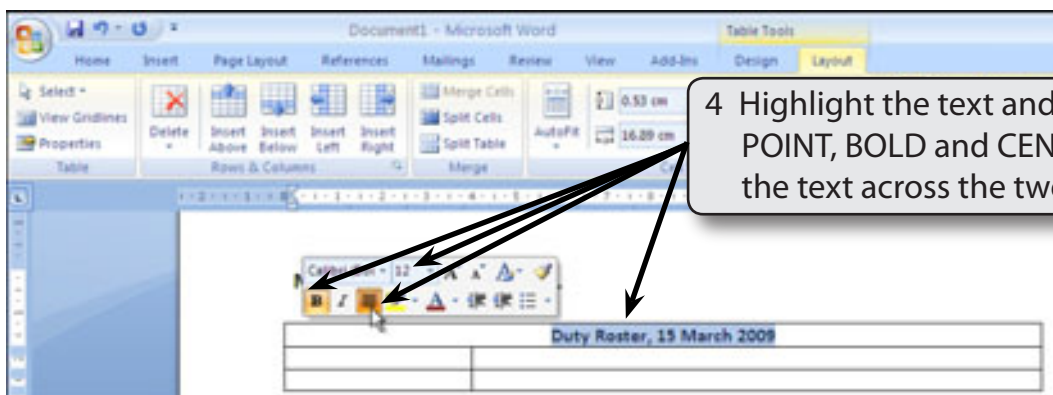 Document1 - Microsoft Word
Table Tools
Home Insert Page Layout References Mailings Review View Add-Ins Design Layout
Select
View Gridlines
Properties
Table
Delete
Insert Above
Insert Below
Insert Left
Insert Right
Rows & Columns
Merge Cells
Split Cells
Split Table
Merge
AutoFit
0.53 cm
16.89 cm
4 Highlight the text and
POINT, BOLD and CEN
the text across the two
12 A A A
B I A
Duty Roster, 15 March 2009